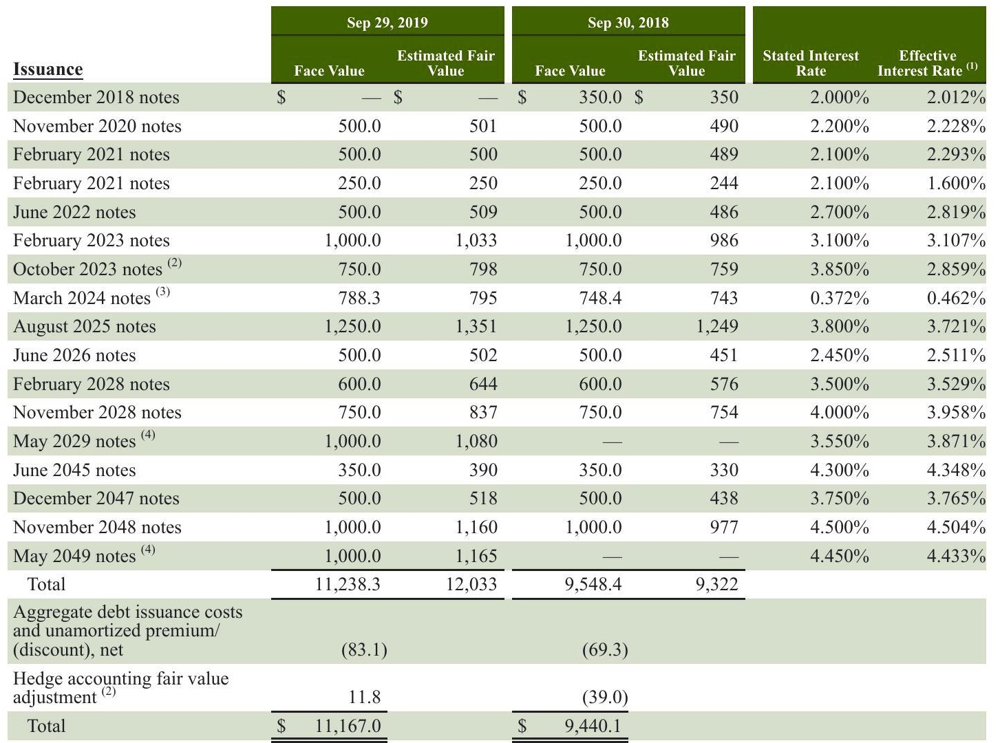 Sep 29, 2019 Sep 30, 2018
Issuance Face Value Estimated Fair Value Face Value Estimated Fair Value Stated Interest Rate Effective Interest Rate (1)
December 2018 notes $ — $ — $ 350.0 $ 350 2.000% 2.012%
November 2020 notes 500.0 501 500.0 490 2.200% 2.228%
February 2021 notes 500.0 500 500.0 489 2.100% 2.293%
February 2021 notes 250.0 250 250.0 244 2.100% 1.600%
June 2022 notes 500.0 509 500.0 486 2.700% 2.819%
February 2023 notes 1,000.0 1,033 1,000.0 986 3.100% 3.107%
October 2023 notes (2) 750.0 798 750.0 759 3.850% 2.859%
March 2024 notes (3) 788.3 795 748.4 743 0.372% 0.462%
August 2025 notes 1,250.0 1,351 1,250.0 1,249 3.800% 3.721%
June 2026 notes 500.0 502 500.0 451 2.450% 2.511%
February 2028 notes 600.0 644 600.0 576 3.500% 3.529%
November 2028 notes 750.0 837 750.0 754 4.000% 3.958%
May 2029 notes (4) 1,000.0 1,080 — — 3.550% 3.871%
June 2045 notes 350.0 390 350.0 330 4.300% 4.348%
December 2047 notes 500.0 518 500.0 438 3.750% 3.765%
November 2048 notes 1,000.0 1,160 1,000.0 977 4.500% 4.504%
May 2049 notes (4) 1,000.0 1,165 — — 4.450% 4.433%
Total 11,238.3 12,033 9,548.4 9,322
Aggregate debt issuance costs
and unamortized premium/
(discount), net (83.1) (69.3)
Hedge accounting fair value
adjustment (2) 11.8 (39.0)
Total $ 11,167.0 $ 9,440.1